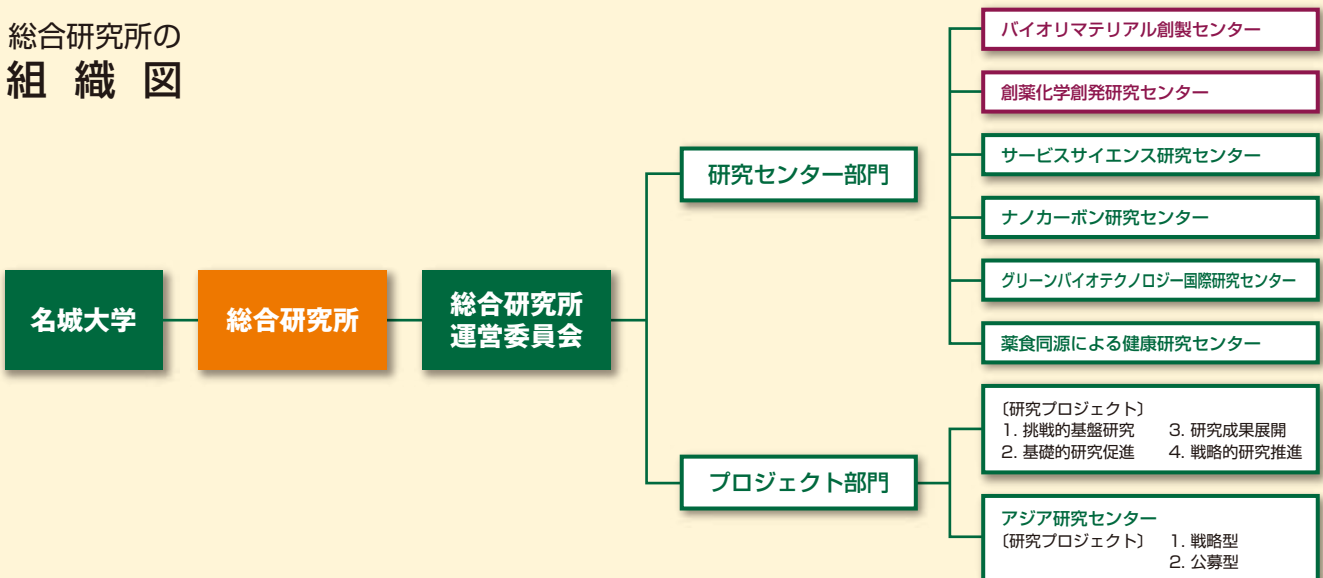 総合研究所の
組織図
名城大学
総合研究所
総合研究所
運営委員会
研究センター部門
バイオリマテリアル創製センター
創薬化学創発研究センター
サービスサイエンス研究センター
ナノカーボン研究センター
グリーンバイオテクノロジー国際研究センター
薬食同源による健康研究センター
プロジェクト部門
〔研究プロジェクト〕
1. 挑戦的基盤研究 3. 研究成果展開
2. 基礎的研究促進 4. 戦略的研究推進
アジア研究センター
〔研究プロジェクト〕 1. 戦略型
2. 公募型